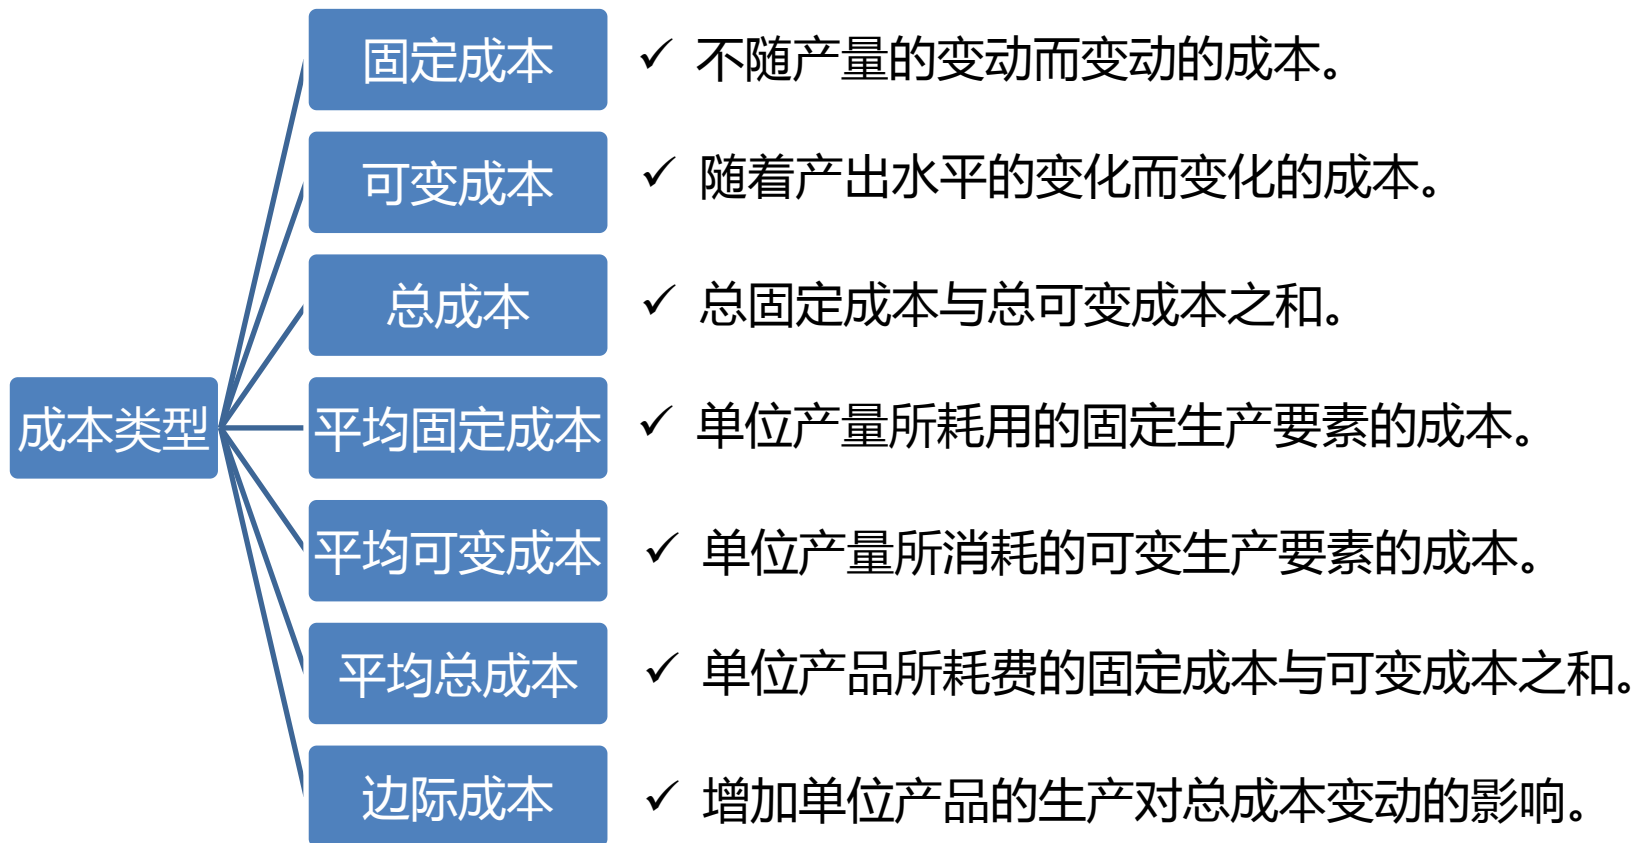 固定成本 ✓ 不随产量的变动而变动的成本。
可变成本 ✓ 随着产出水平的变化而变化的成本。
总成本 ✓ 总固定成本与总可变成本之和。
成本类型
平均固定成本 ✓ 单位产量所耗用的固定生产要素的成本。
平均可变成本 ✓ 单位产量所消耗的可变生产要素的成本。
平均总成本 ✓ 单位产品所耗费的固定成本与可变成本之和。
边际成本 ✓ 增加单位产品的生产对总成本变动的影响。